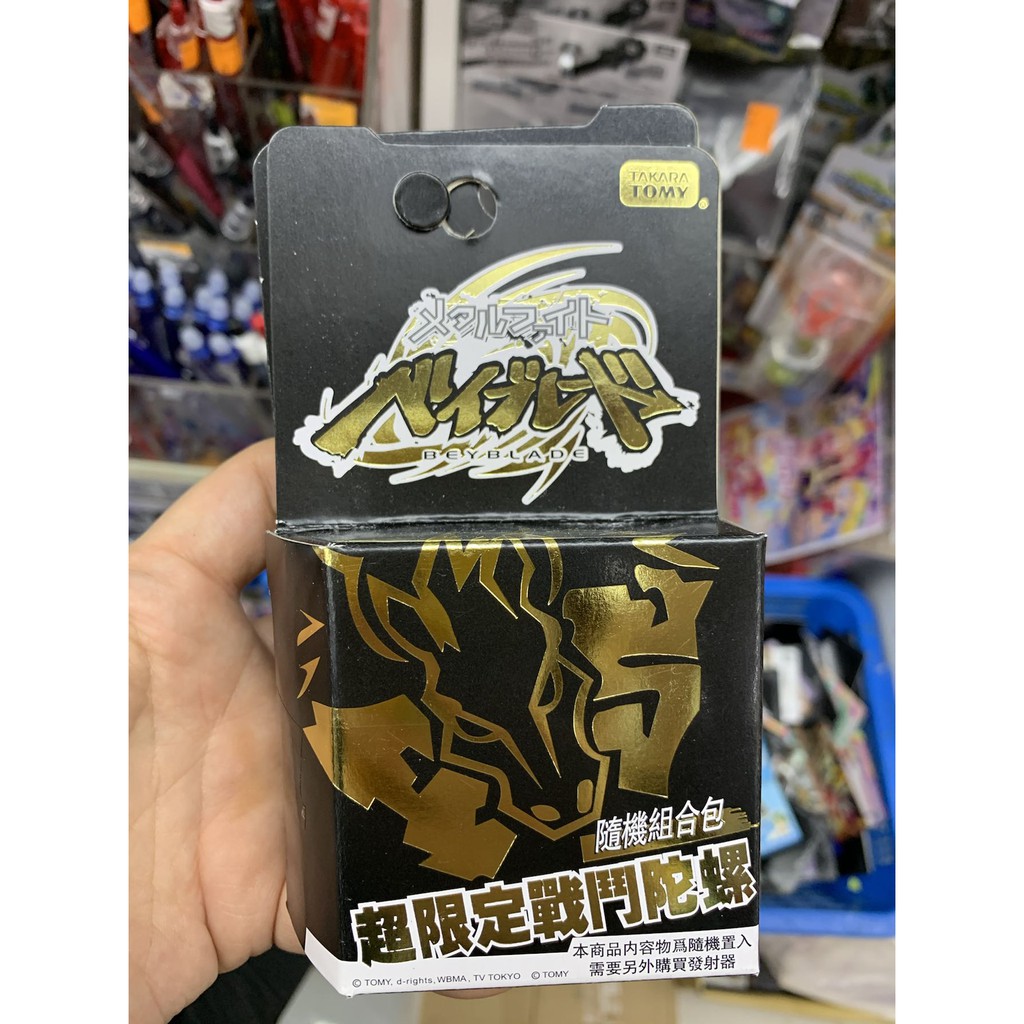 TAKARA
TOMY
メタルファイト
ベイブレード
BEYBLADE
隨機組合包
超限定戰鬥陀螺
本商品内容物爲隨機置入
需要另外購買發射器
© TOMY, d-rights, WBMA, TV TOKYO © TOMY